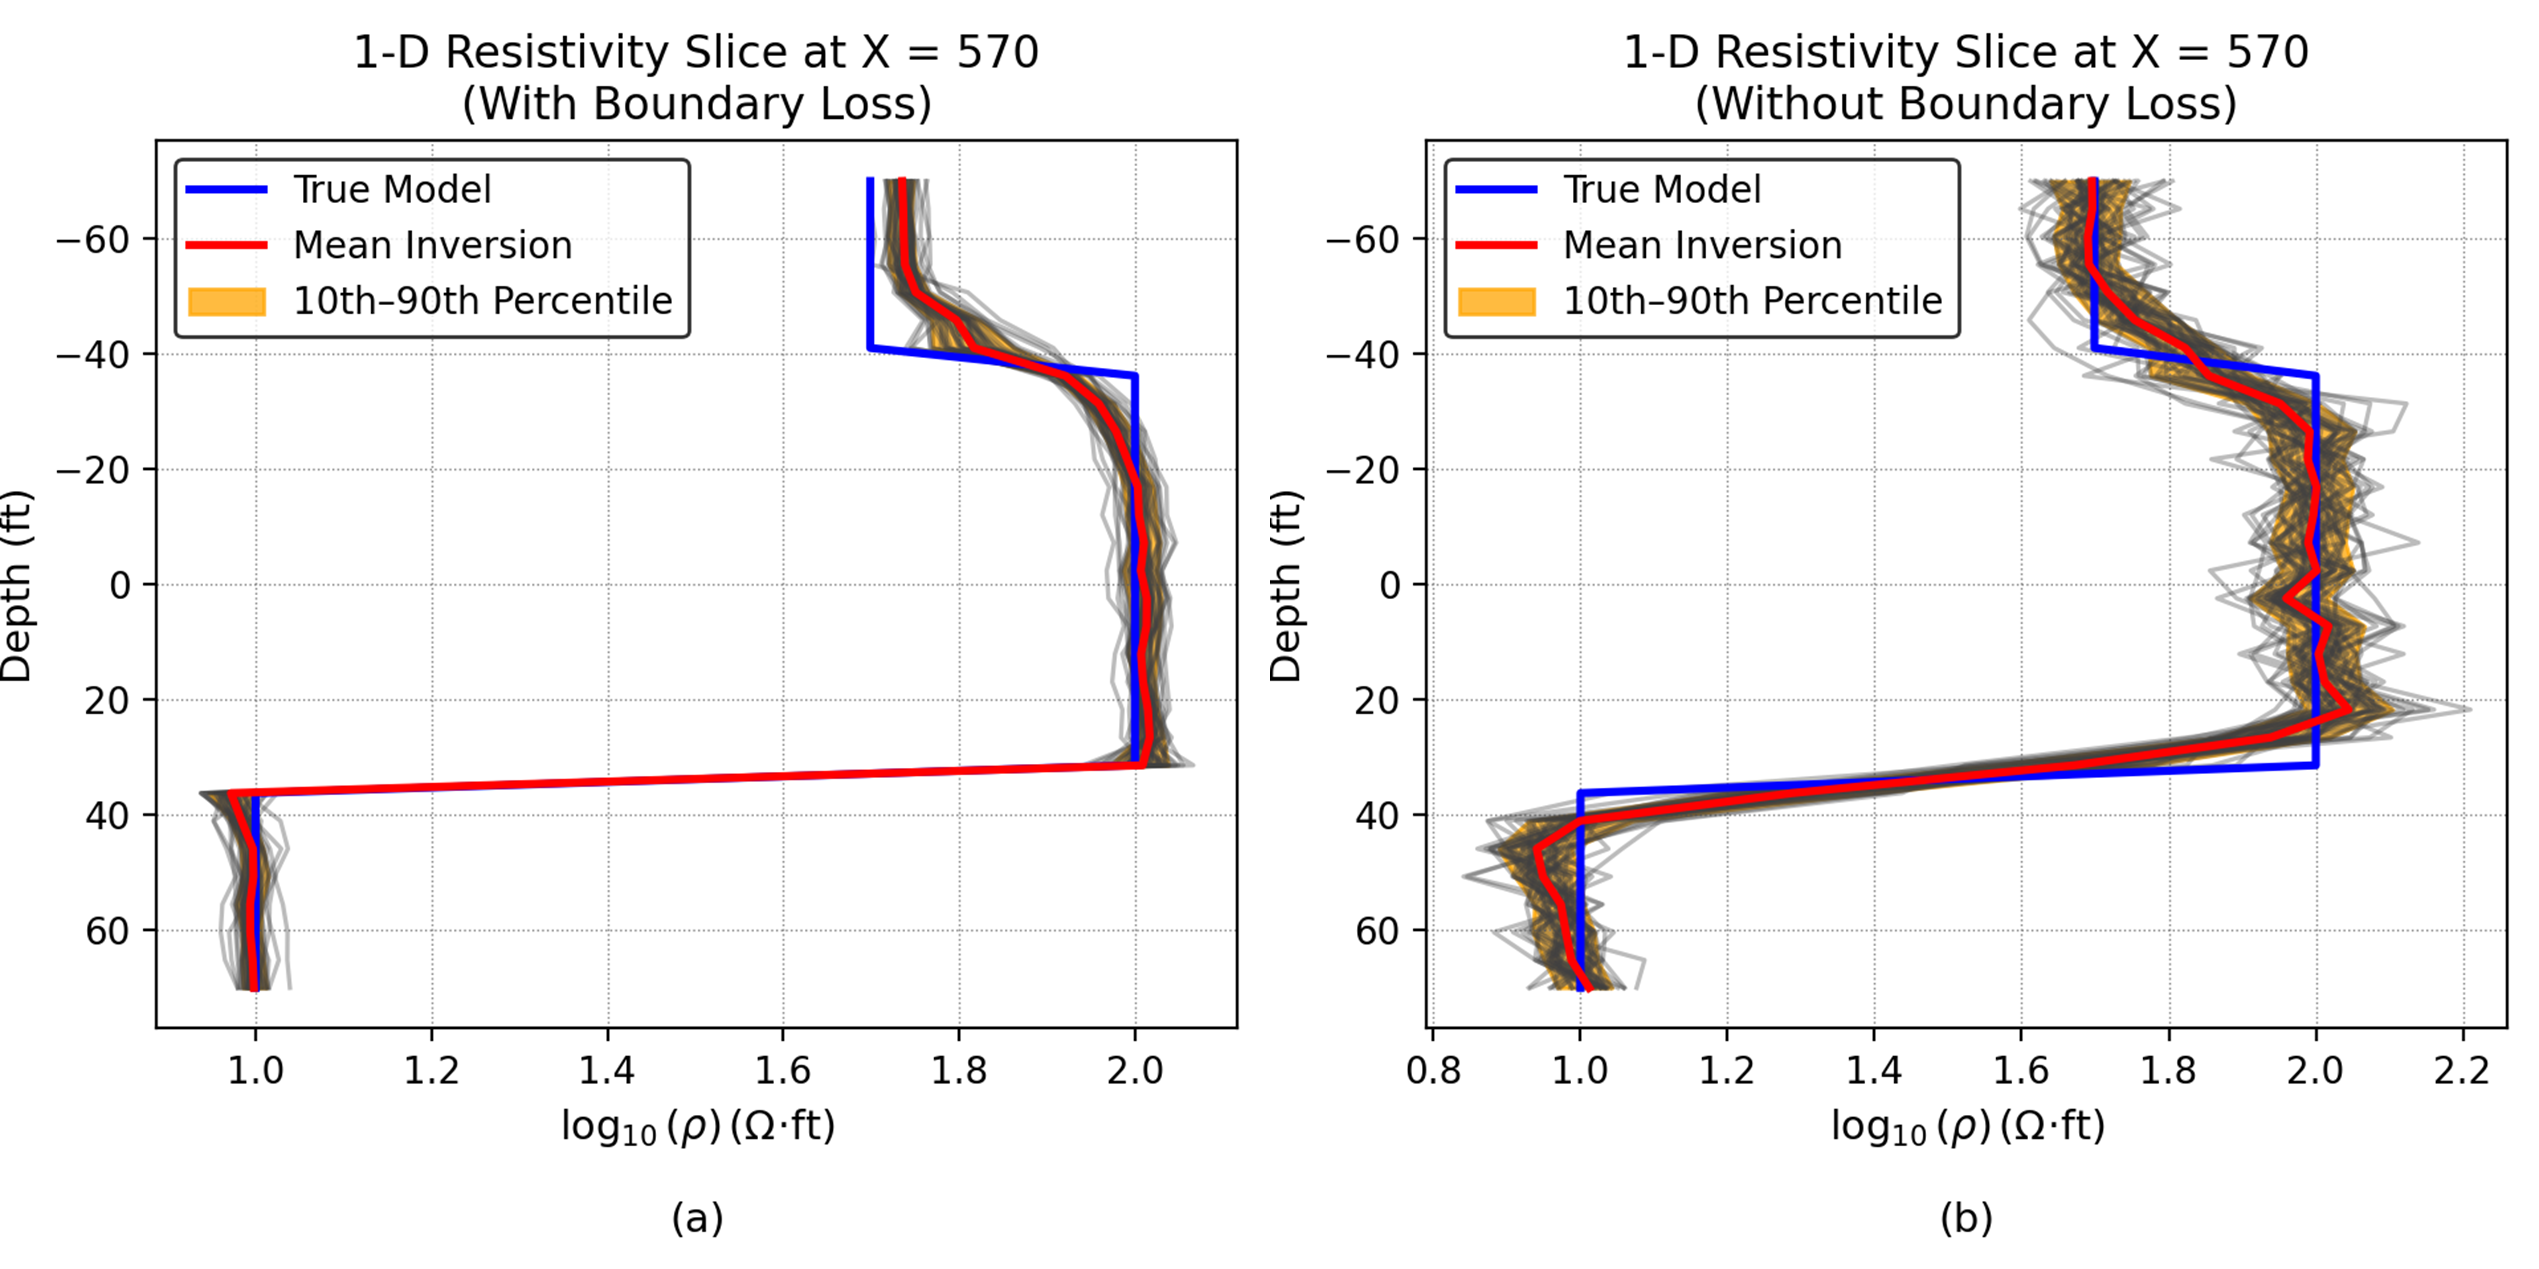 1-D Resistivity Slice at X = 570
(With Boundary Loss)
True Model
Mean Inversion
10th–90th Percentile
Depth (ft)
−60
−40
−20
0
20
40
60
1.0 1.2 1.4 1.6 1.8 2.0
log₁₀ (ρ) (Ω·ft)
(a)
1-D Resistivity Slice at X = 570
(Without Boundary Loss)
True Model
Mean Inversion
10th–90th Percentile
Depth (ft)
−60
−40
−20
0
20
40
60
0.8 1.0 1.2 1.4 1.6 1.8 2.0 2.2
log₁₀ (ρ) (Ω·ft)
(b)